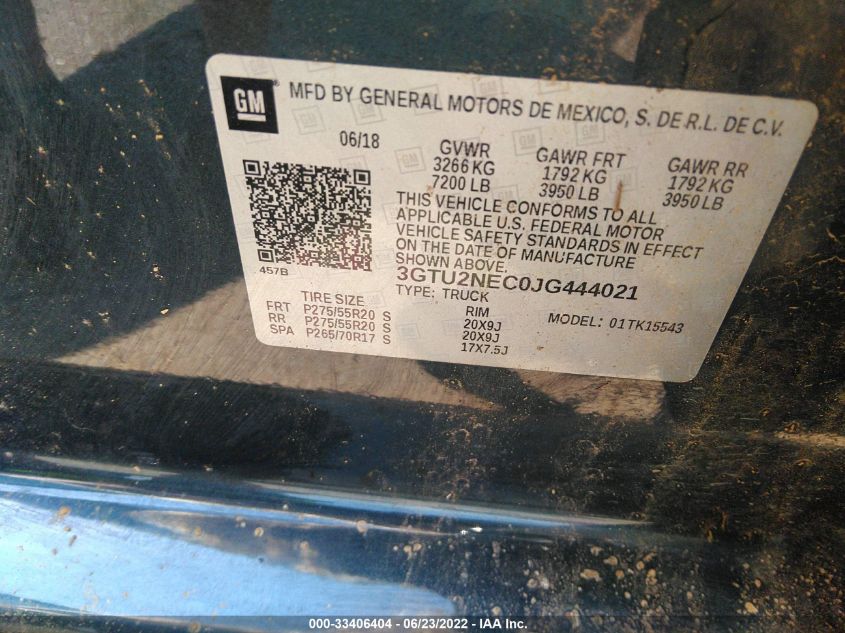 GM
MFD BY GENERAL MOTORS DE MEXICO, S. DE R.L. DE C.V.
06/18
GVWR GAWR FRT GAWR RR
3266 KG 1792 KG 1792 KG
7200 LB 3950 LB 3950 LB
THIS VEHICLE CONFORMS TO ALL
APPLICABLE U.S. FEDERAL MOTOR
VEHICLE SAFETY STANDARDS IN EFFECT
ON THE DATE OF MANUFACTURE
SHOWN ABOVE.
457B
3GTU2NEC0JG444021
TYPE: TRUCK
TIRE SIZE RIM
FRT P275/55R20 S 20X9J
RR P275/55R20 S 20X9J
SPA P265/70R17 S 17X7.5J
MODEL: 01TK15543
000-33406404 - 06/23/2022 - IAA Inc.